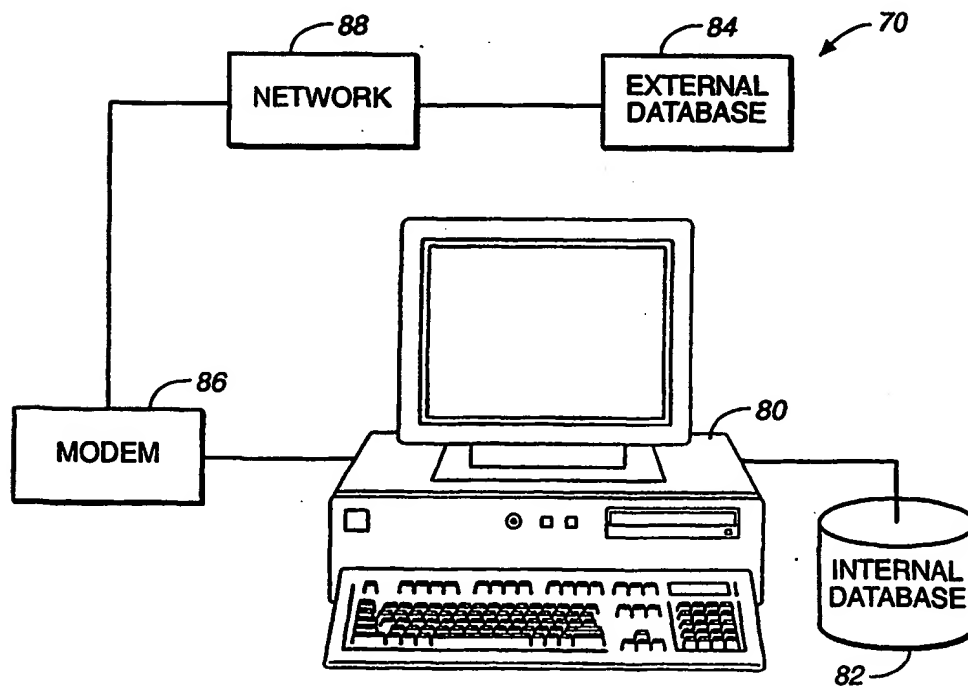 88
84
70
NETWORK
EXTERNAL
DATABASE
86
80
MODEM
INTERNAL
DATABASE
82